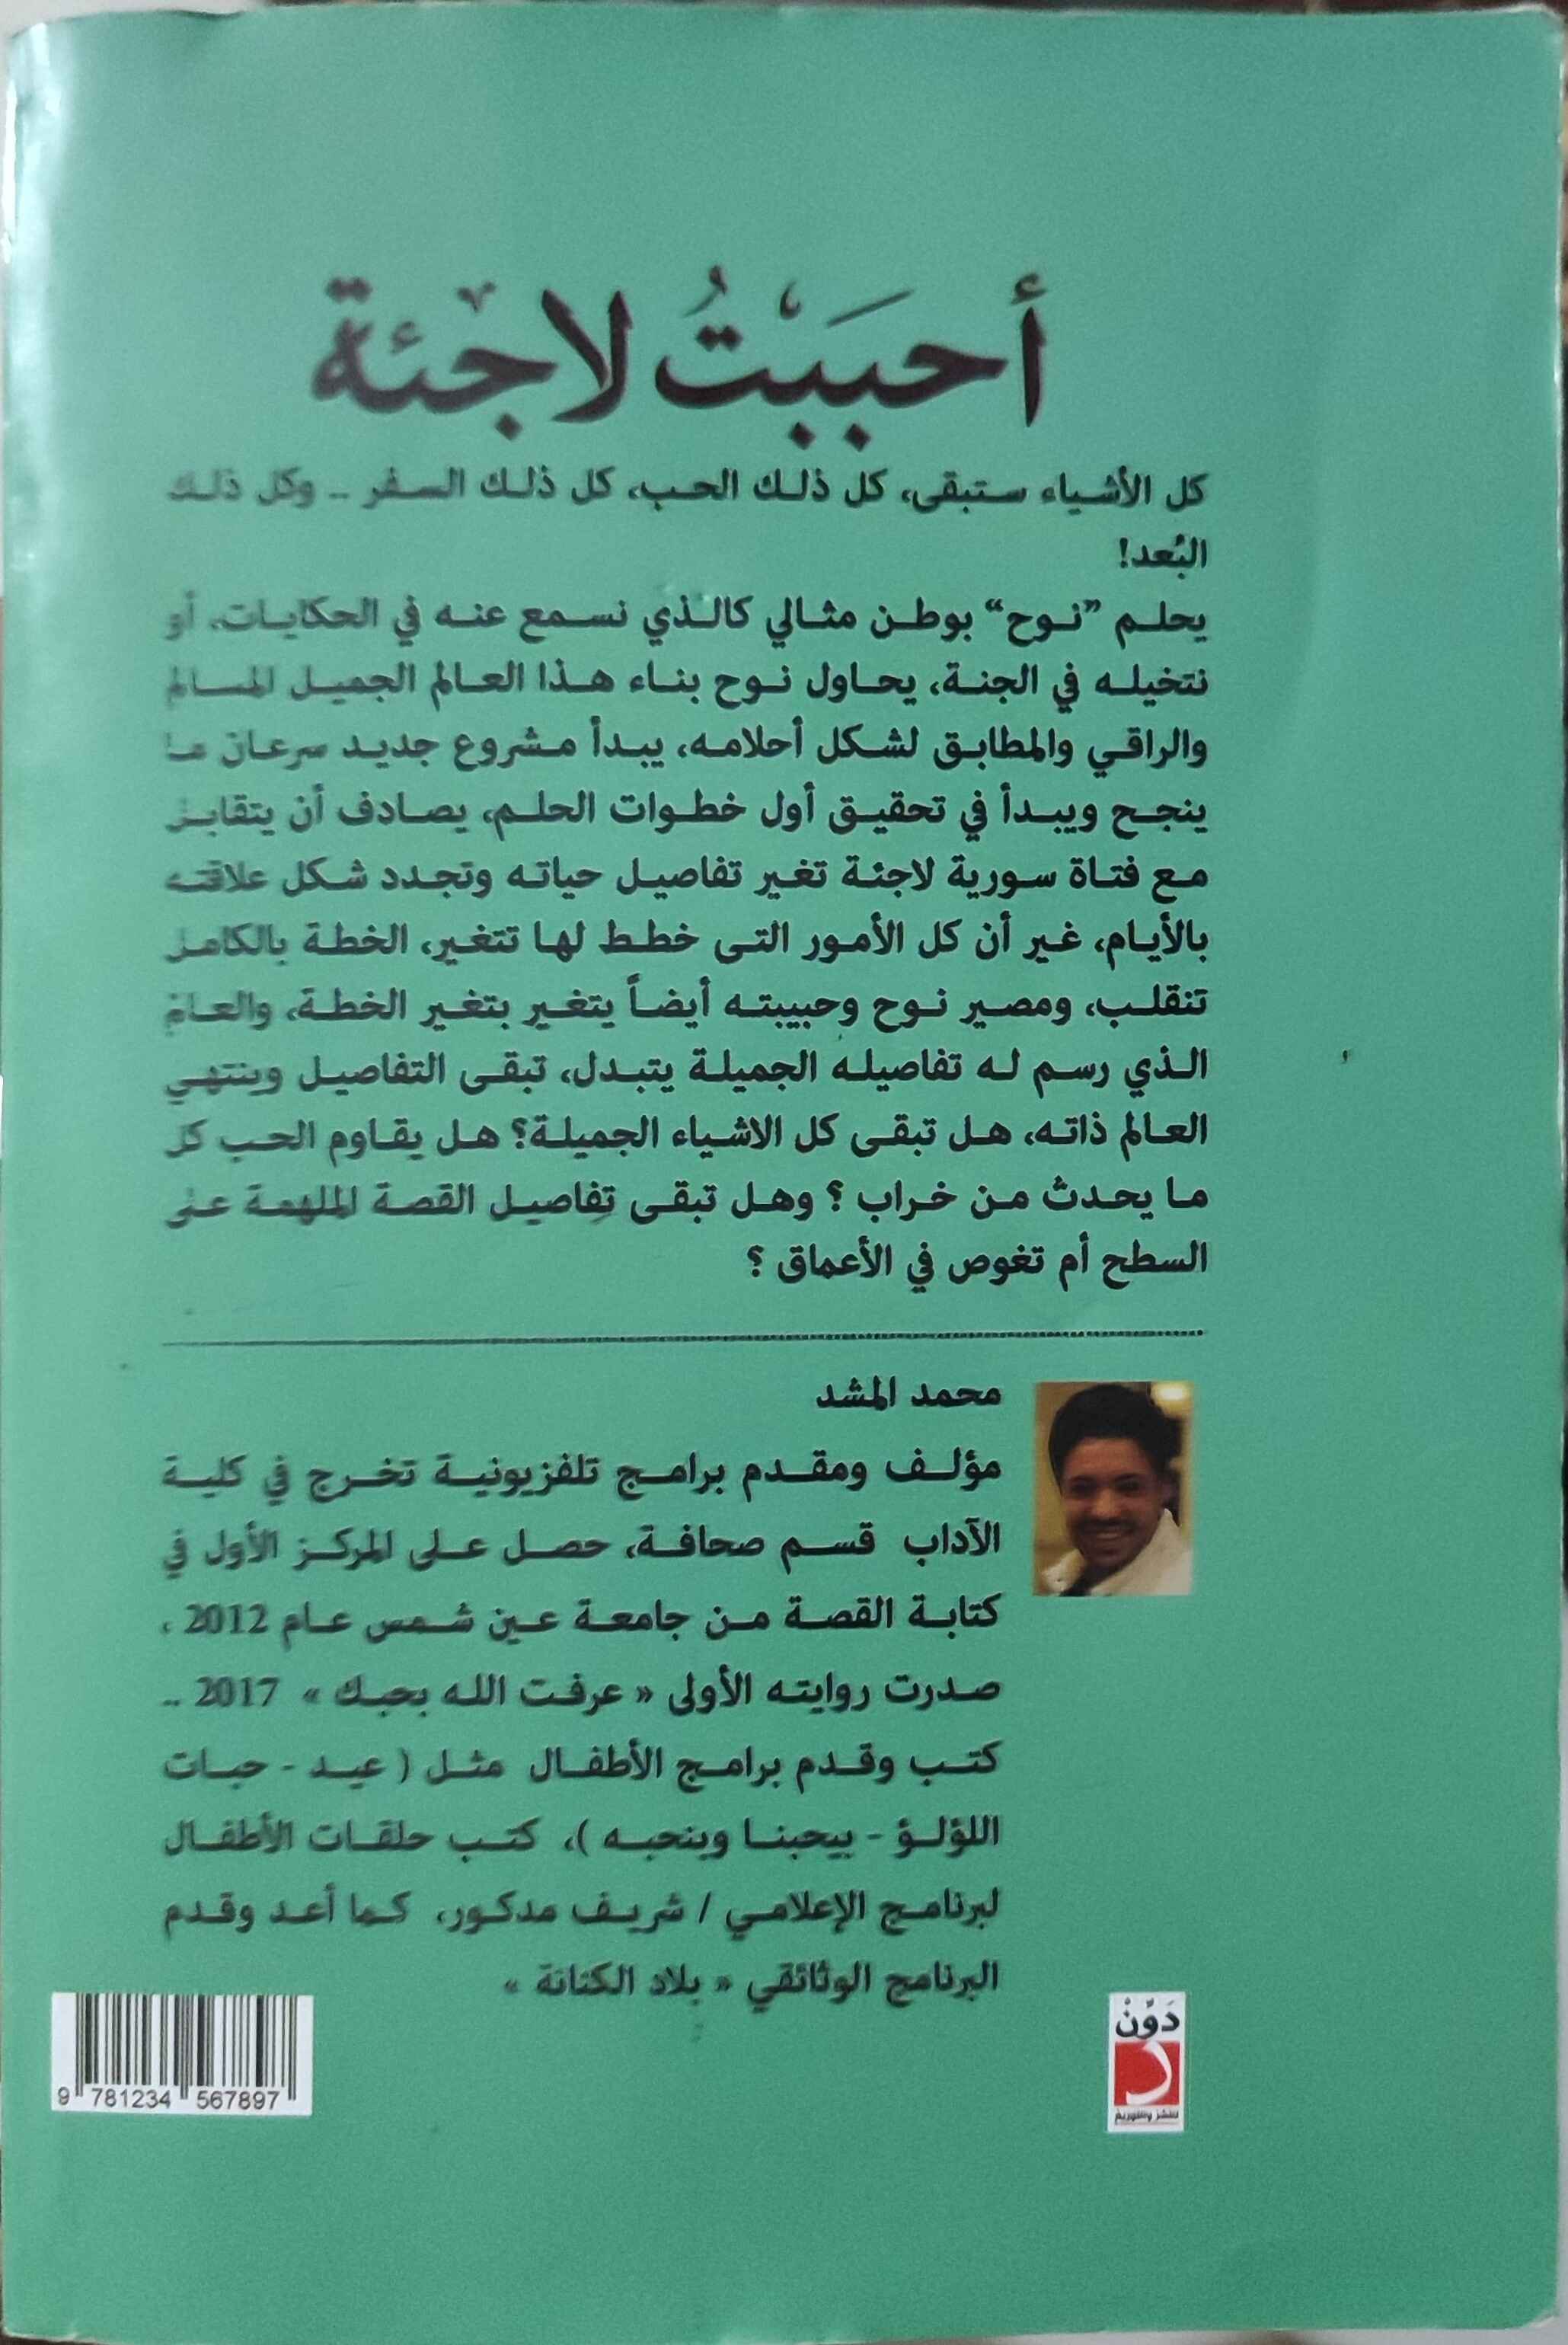 أحبَبْتُ لاجْئة
كل الأشياء ستبقى، كل ذلك الحب، كل ذلك السفر .. وكل ذلك
البُعد!
يحلم "نوح" بوطن مثالي كالذي نسمع عنه في الحكايات، أو
نتخيله في الجنة، يحاول نوح بناء هذا العالم الجميل المسالم
والراقي والمطابق لشكل أحلامه، يبدأ مشروع جديد سرعان ما
ينجح ويبدأ في تحقيق أول خطوات الحلم، يصادف أن يتقابل
مع فتاة سورية لاجئة تغير تفاصيل حياته وتجدد شكل علاقته
بالأيام، غير أن كل الأمور التى خطط لها تتغير، الخطة بالكامل
تنقلب، ومصير نوح وحبيبته أيضاً يتغير بتغير الخطة، والعالم
الذي رسم له تفاصيله الجميلة يتبدل، تبقى التفاصيل وينتهي
العالم ذاته، هل تبقى كل الاشياء الجميلة؟ هل يقاوم الحب كل
ما يحدث من خراب ؟ وهل تبقى تفاصيل القصة الملهمة على
السطح أم تغوص في الأعماق ؟
محمد المشد
مؤلف ومقدم برامج تلفزيونية تخرج في كلية
الآداب قسم صحافة، حصل على المركز الأول في
كتابة القصة من جامعة عين شمس عام 2012 ،
صدرت روايته الأولى « عرفت الله بحبك » 2017 ..
كتب وقدم برامج الأطفال مثل ( عيد - حبات
اللؤلؤ - بيحبنا وبنحبه )، كتب حلقات الأطفال
لبرنامج الإعلامي / شريف مدكور، كما أعد وقدم
البرنامج الوثائقي « بلاد الكنانة »
دَوِّنْ
للنشر والتوزيع
9 781234 567897